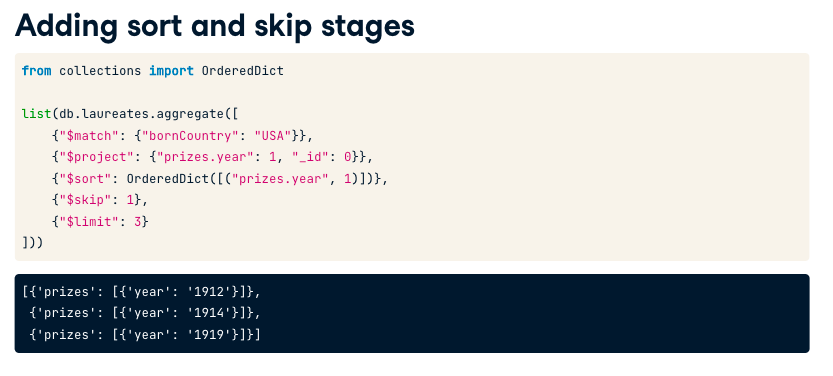 Adding sort and skip stages
from collections import OrderedDict
list(db.laureates.aggregate([
    {"$match": {"bornCountry": "USA"}},
    {"$project": {"prizes.year": 1, "_id": 0}},
    {"$sort": OrderedDict([("prizes.year", 1)])},
    {"$skip": 1},
    {"$limit": 3}
]))
[{'prizes': [{'year': '1912'}]},
 {'prizes': [{'year': '1914'}]},
 {'prizes': [{'year': '1919'}]}]